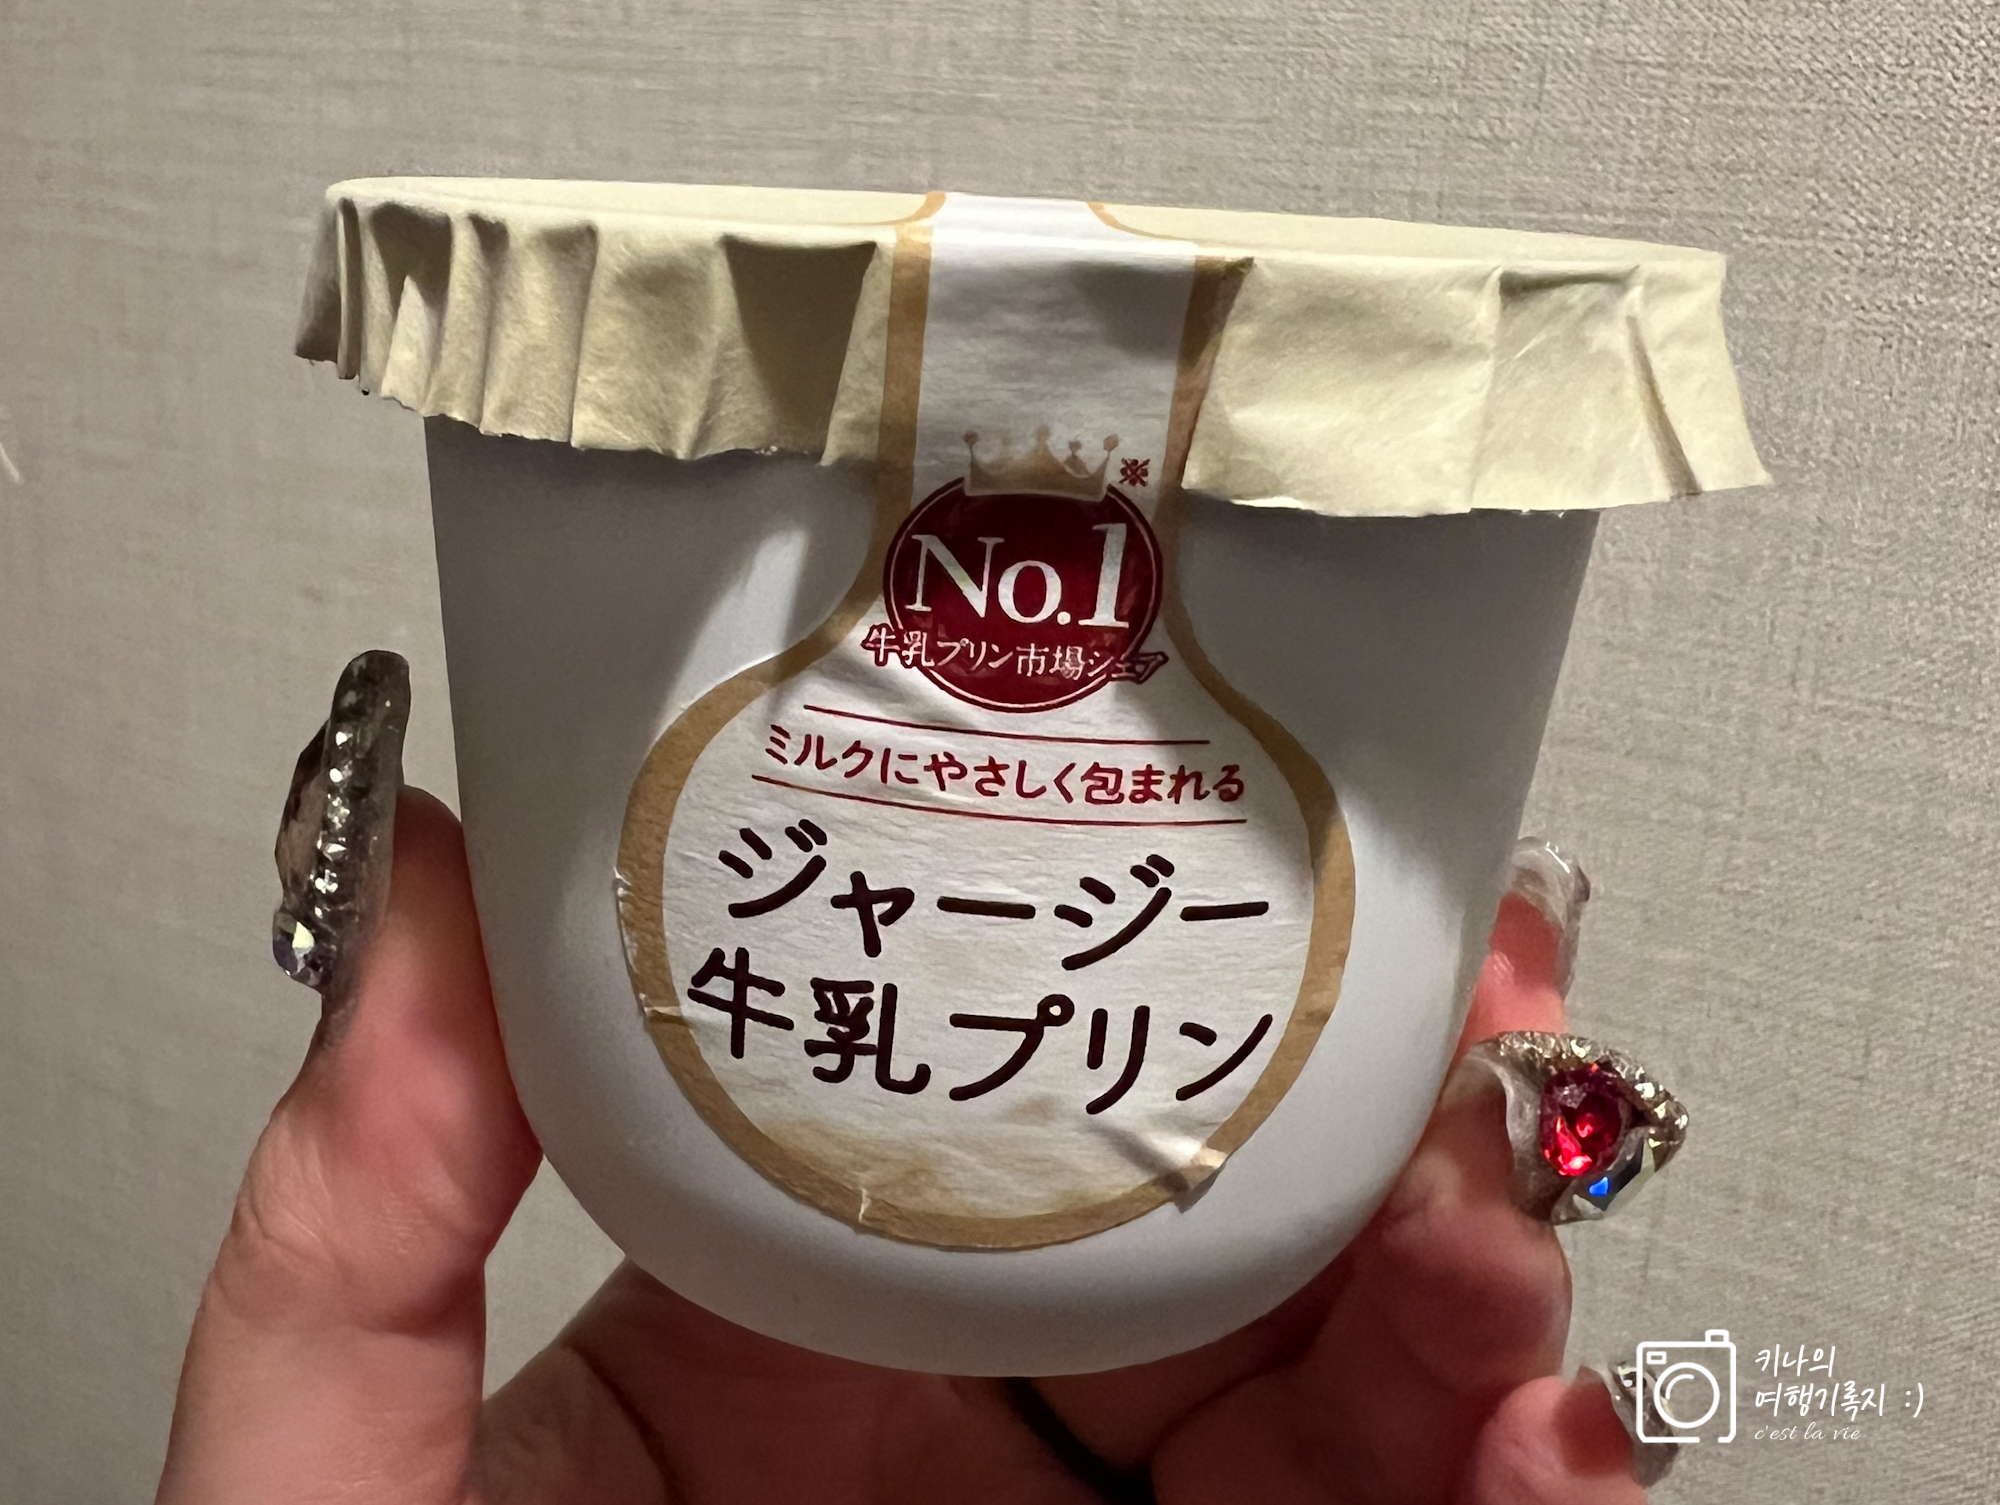 ※
No.1
牛乳プリン市場シェア
ミルクにやさしく包まれる
ジャージー
牛乳プリン
키나의
여행기록지 :)
c'est la vie